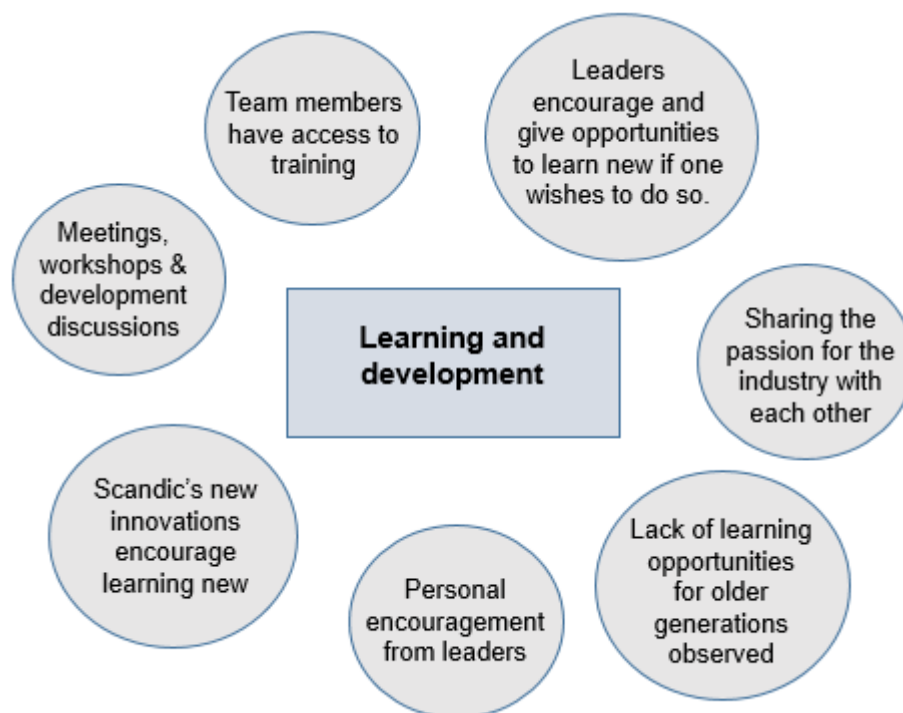 Team members
have access to
training
Leaders
encourage and
give opportunities
to learn new if one
wishes to do so.
Meetings,
workshops &
development
discussions
Learning and
development
Sharing the
passion for the
industry with
each other
Scandic’s new
innovations
encourage
learning new
Personal
encouragement
from leaders
Lack of learning
opportunities
for older
generations
observed